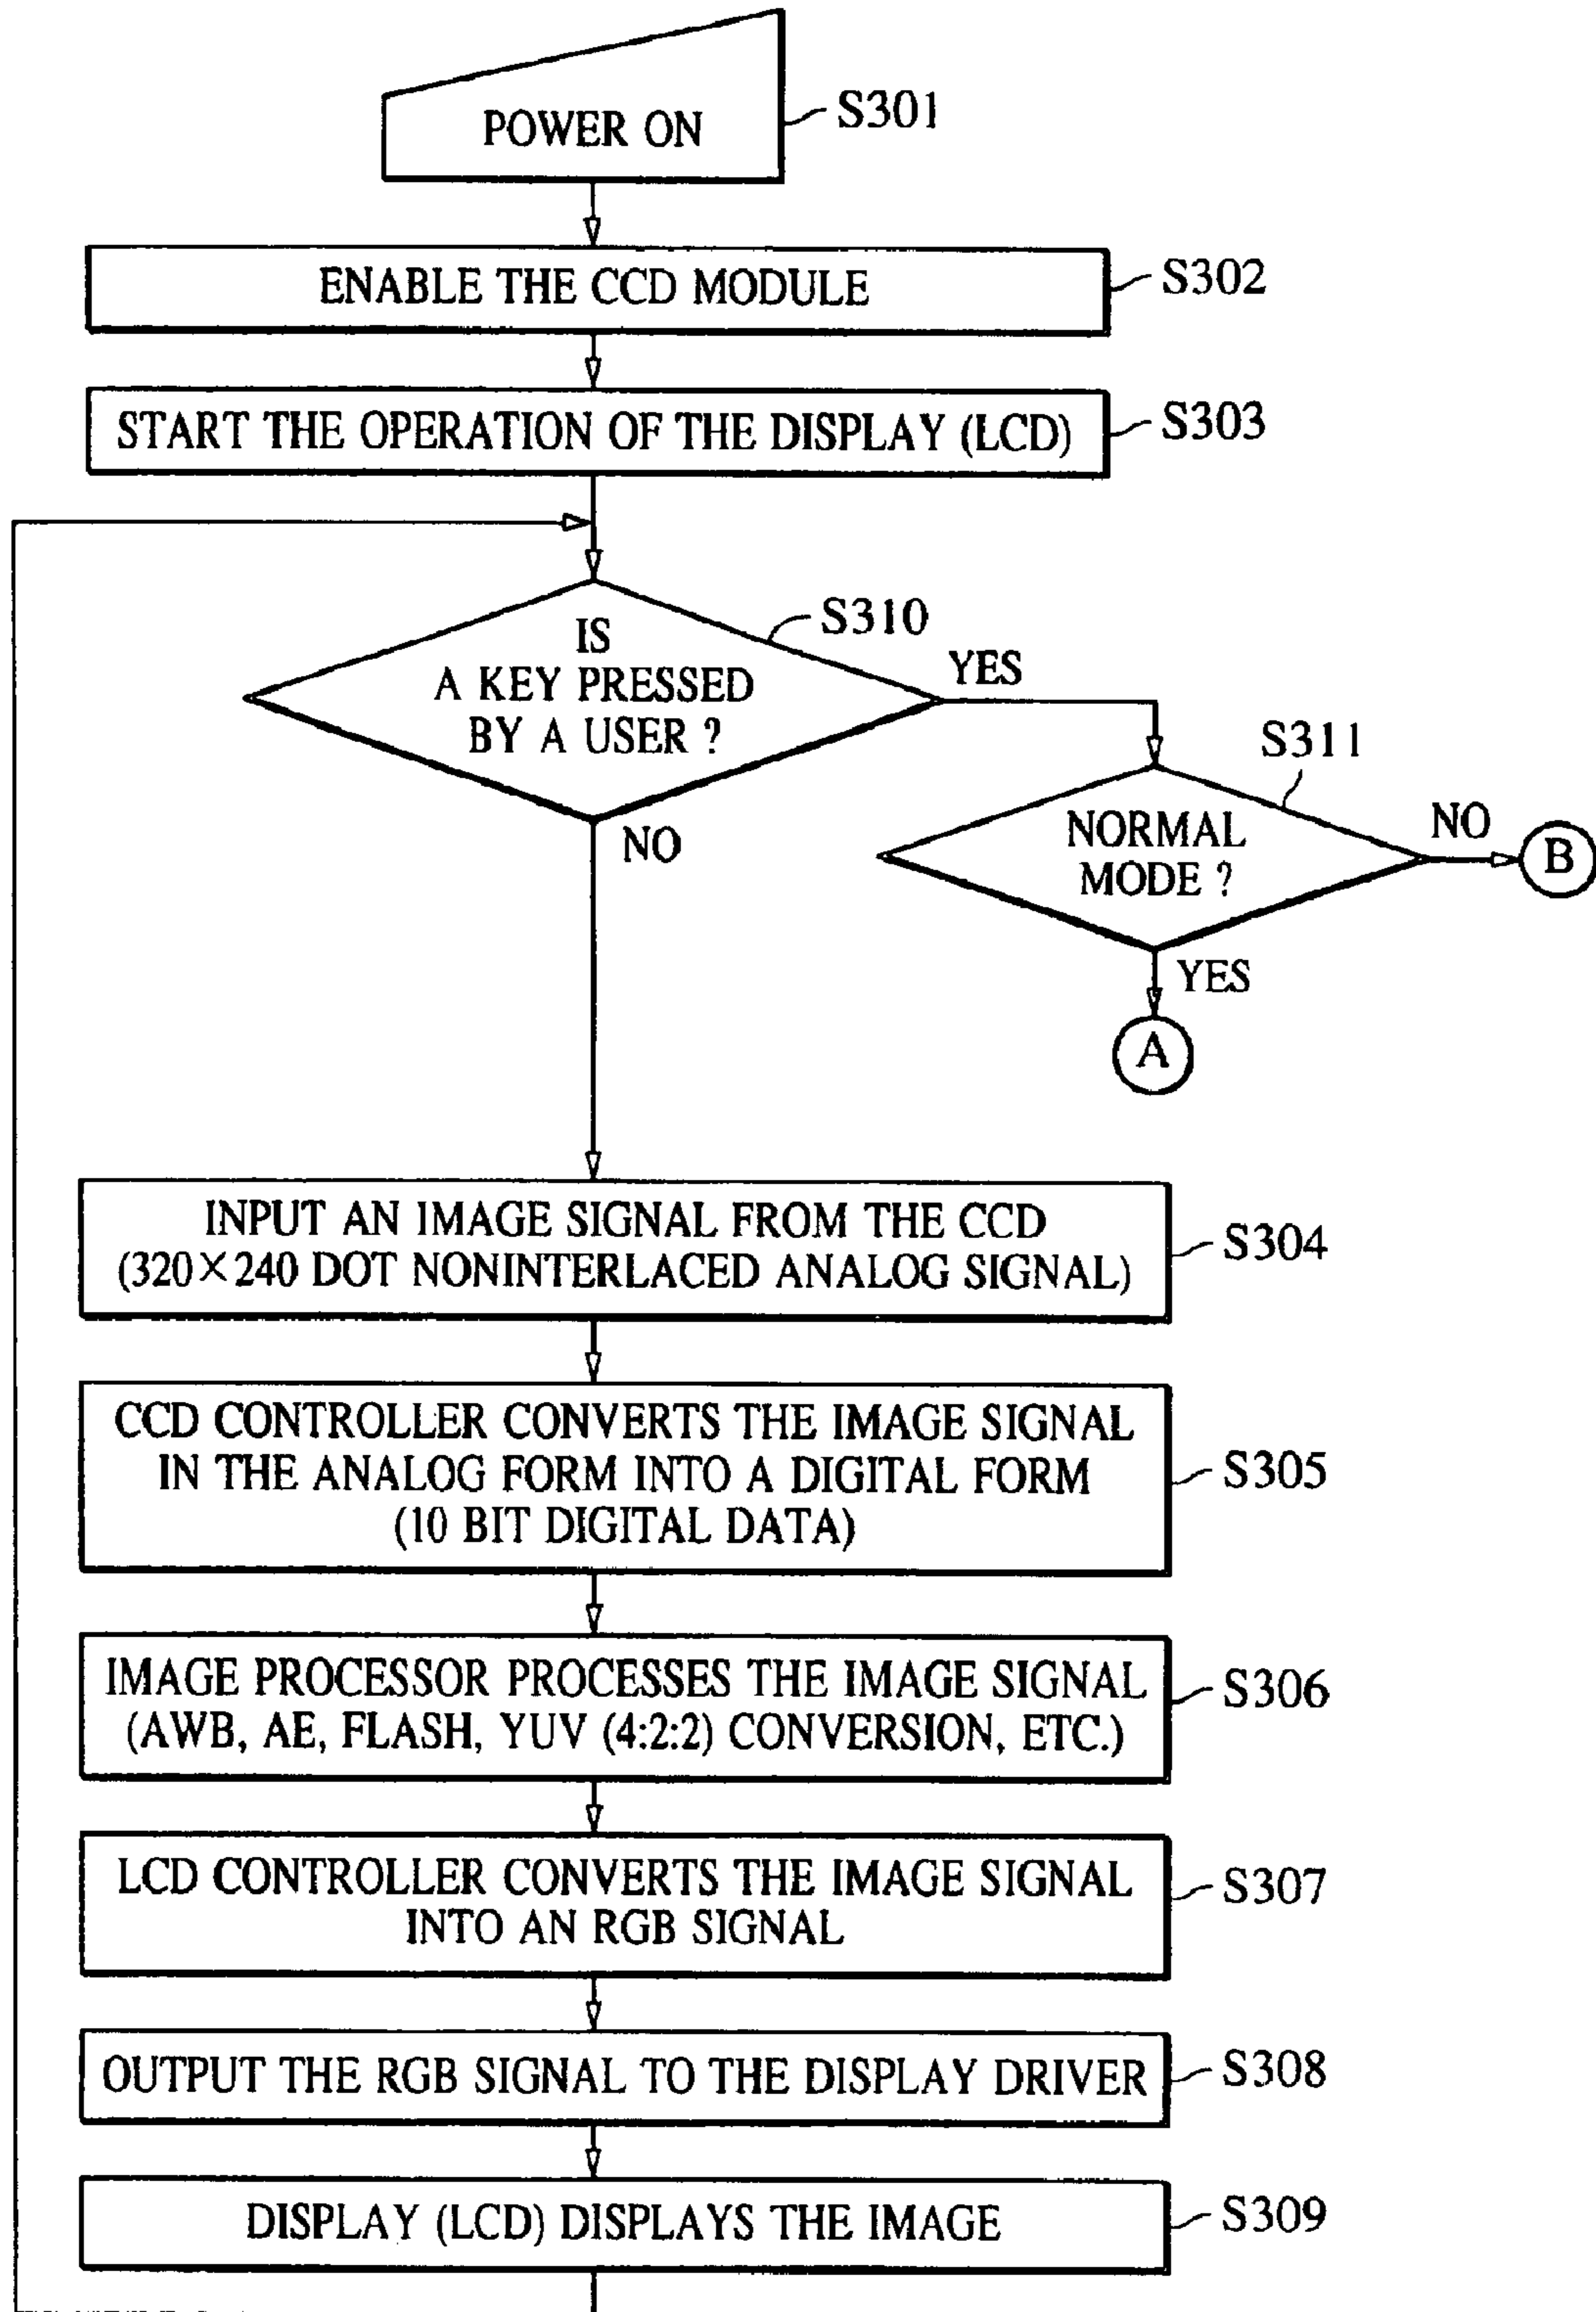 POWER ON
S301
ENABLE THE CCD MODULE
S302
START THE OPERATION OF THE DISPLAY (LCD)
S303
IS
A KEY PRESSED
BY A USER ?
S310
YES
NO
S311
NORMAL
MODE ?
NO
B
YES
A
INPUT AN IMAGE SIGNAL FROM THE CCD
(320×240 DOT NONINTERLACED ANALOG SIGNAL)
S304
CCD CONTROLLER CONVERTS THE IMAGE SIGNAL
IN THE ANALOG FORM INTO A DIGITAL FORM
(10 BIT DIGITAL DATA)
S305
IMAGE PROCESSOR PROCESSES THE IMAGE SIGNAL
(AWB, AE, FLASH, YUV (4:2:2) CONVERSION, ETC.)
S306
LCD CONTROLLER CONVERTS THE IMAGE SIGNAL
INTO AN RGB SIGNAL
S307
OUTPUT THE RGB SIGNAL TO THE DISPLAY DRIVER
S308
DISPLAY (LCD) DISPLAYS THE IMAGE
S309